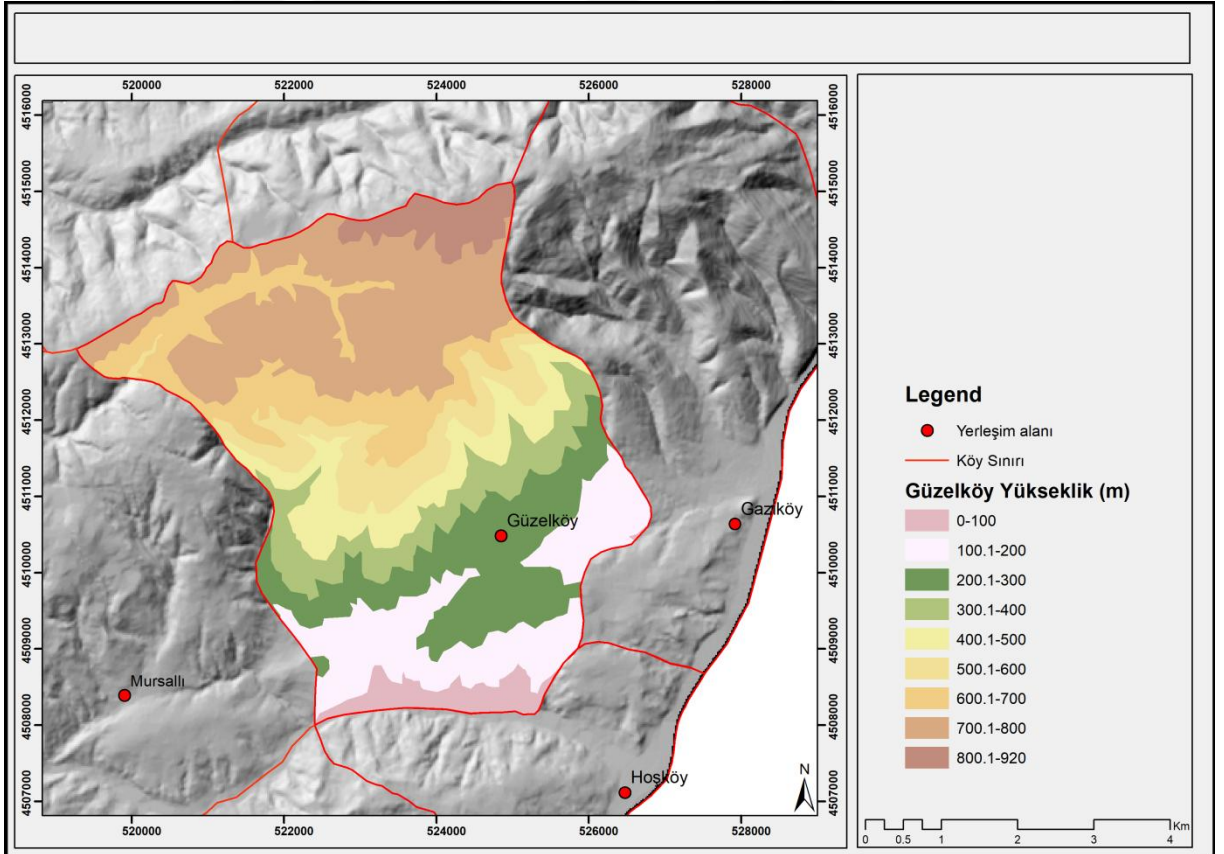 520000 522000 524000 526000 528000
4516000
4515000
4514000
4513000
4512000
4511000
4510000
4509000
4508000
4507000
4516000
4515000
4514000
4513000
4512000
4511000
4510000
4509000
4508000
4507000
Güzelköy
Gaziköy
Mursallı
Hoşköy
N
520000 522000 524000 526000 528000
Legend
Yerleşim alanı
Köy Sınırı
Güzelköy Yükseklik (m)
0-100
100.1-200
200.1-300
300.1-400
400.1-500
500.1-600
600.1-700
700.1-800
800.1-920
Km
0 0.5 1 2 3 4